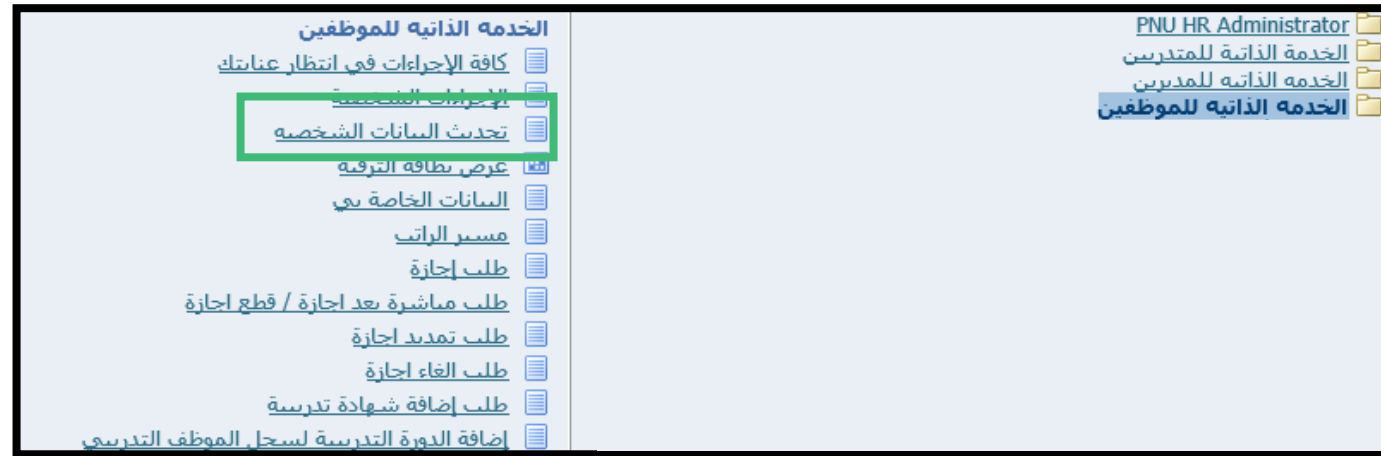 PNU HR Administrator
الخدمة الذاتية للمتدربين
الخدمه الذاتيه للمديرين
الخدمه الذاتيه للموظفين
الخدمه الذاتيه للموظفين
كافة الإجراءات في انتظار عنايتك
الإجراءات الشخصية
تحديث البيانات الشخصيه
عرض بطاقة الترقية
البيانات الخاصة بي
مسير الراتب
طلب إجازة
طلب مباشرة بعد اجازة / قطع اجازة
طلب تمديد اجازة
طلب الغاء اجازة
طلب إضافة شهادة تدريبية
إضافة الدورة التدريبية لسجل الموظف التدريبي